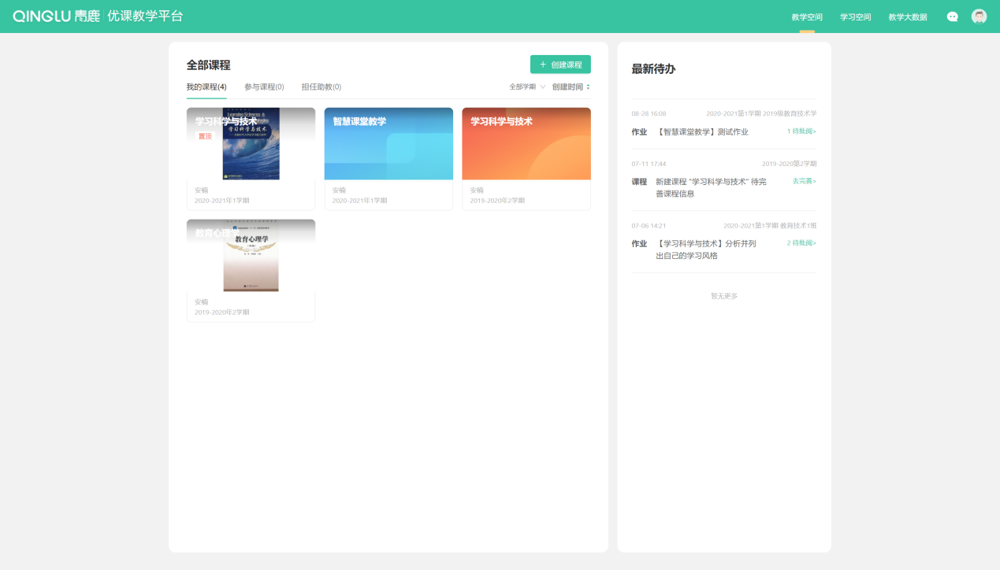 QINGLU 青鹿 优课教学平台
教学空间
学习空间
教学大数据
全部课程
+ 创建课程
我的课程(4)
参与课程(0)
担任助教(0)
全部学期
创建时间
学习科学与技术
置顶
学习科学与技术
安楠
2020-2021年1学期
智慧课堂教学
安楠
2020-2021年1学期
学习科学与技术
安楠
2019-2020年2学期
教育心理学
教育心理学
安楠
2019-2020年2学期
最新待办
08-28 16:08
2020-2021第1学期 2019级教育技术学
作业 【智慧课堂教学】测试作业
1 待批阅>
07-11 17:44
2019-2020第2学期
课程 新建课程 "学习科学与技术" 待完
善课程信息
去完善>
07-06 14:21
2020-2021第1学期 教育技术1班
作业 【学习科学与技术】分析并列
出自己的学习风格
2 待批阅>
暂无更多